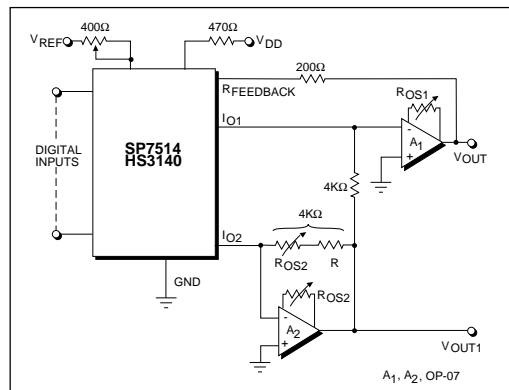 400Ω
470Ω
VREF
VDD
200Ω
RFEEDBACK
ROS1
IO1
SP7514
HS3140
DIGITAL
INPUTS
A1
VOUT
4KΩ
4KΩ
IO2
ROS2 R
GND
ROS2
A2
VOUT1
A1, A2, OP-07